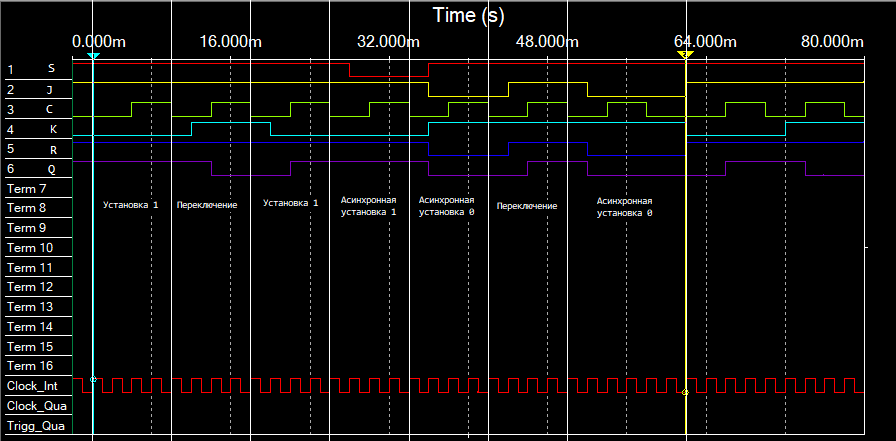 Time (s)
0.000m 16.000m 32.000m 48.000m 64.000m 80.000m
1 S
2 J
3 C
4 K
5 R
6 Q
Term 7
Установка 1 Переключение Установка 1 Асинхронная установка 1 Асинхронная установка 0 Переключение Асинхронная установка 0
Term 8
Term 9
Term 10
Term 11
Term 12
Term 13
Term 14
Term 15
Term 16
Clock_Int
Clock_Qua
Trigg_Qua